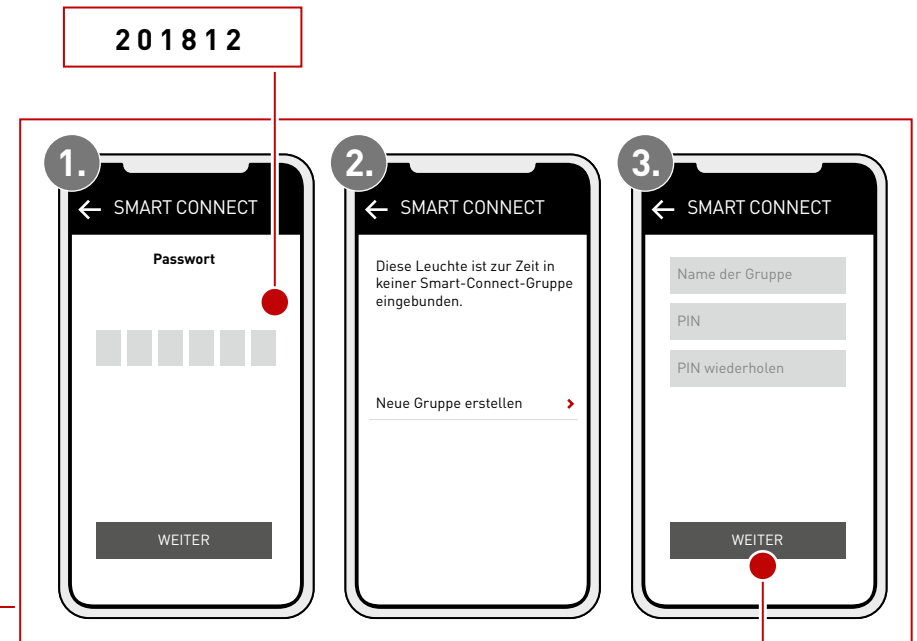 201812
1.
SMART CONNECT
Passwort
WEITER
2.
SMART CONNECT
Diese Leuchte ist zur Zeit in
keiner Smart-Connect-Gruppe
eingebunden.
Neue Gruppe erstellen
3.
SMART CONNECT
Name der Gruppe
PIN
PIN wiederholen
WEITER